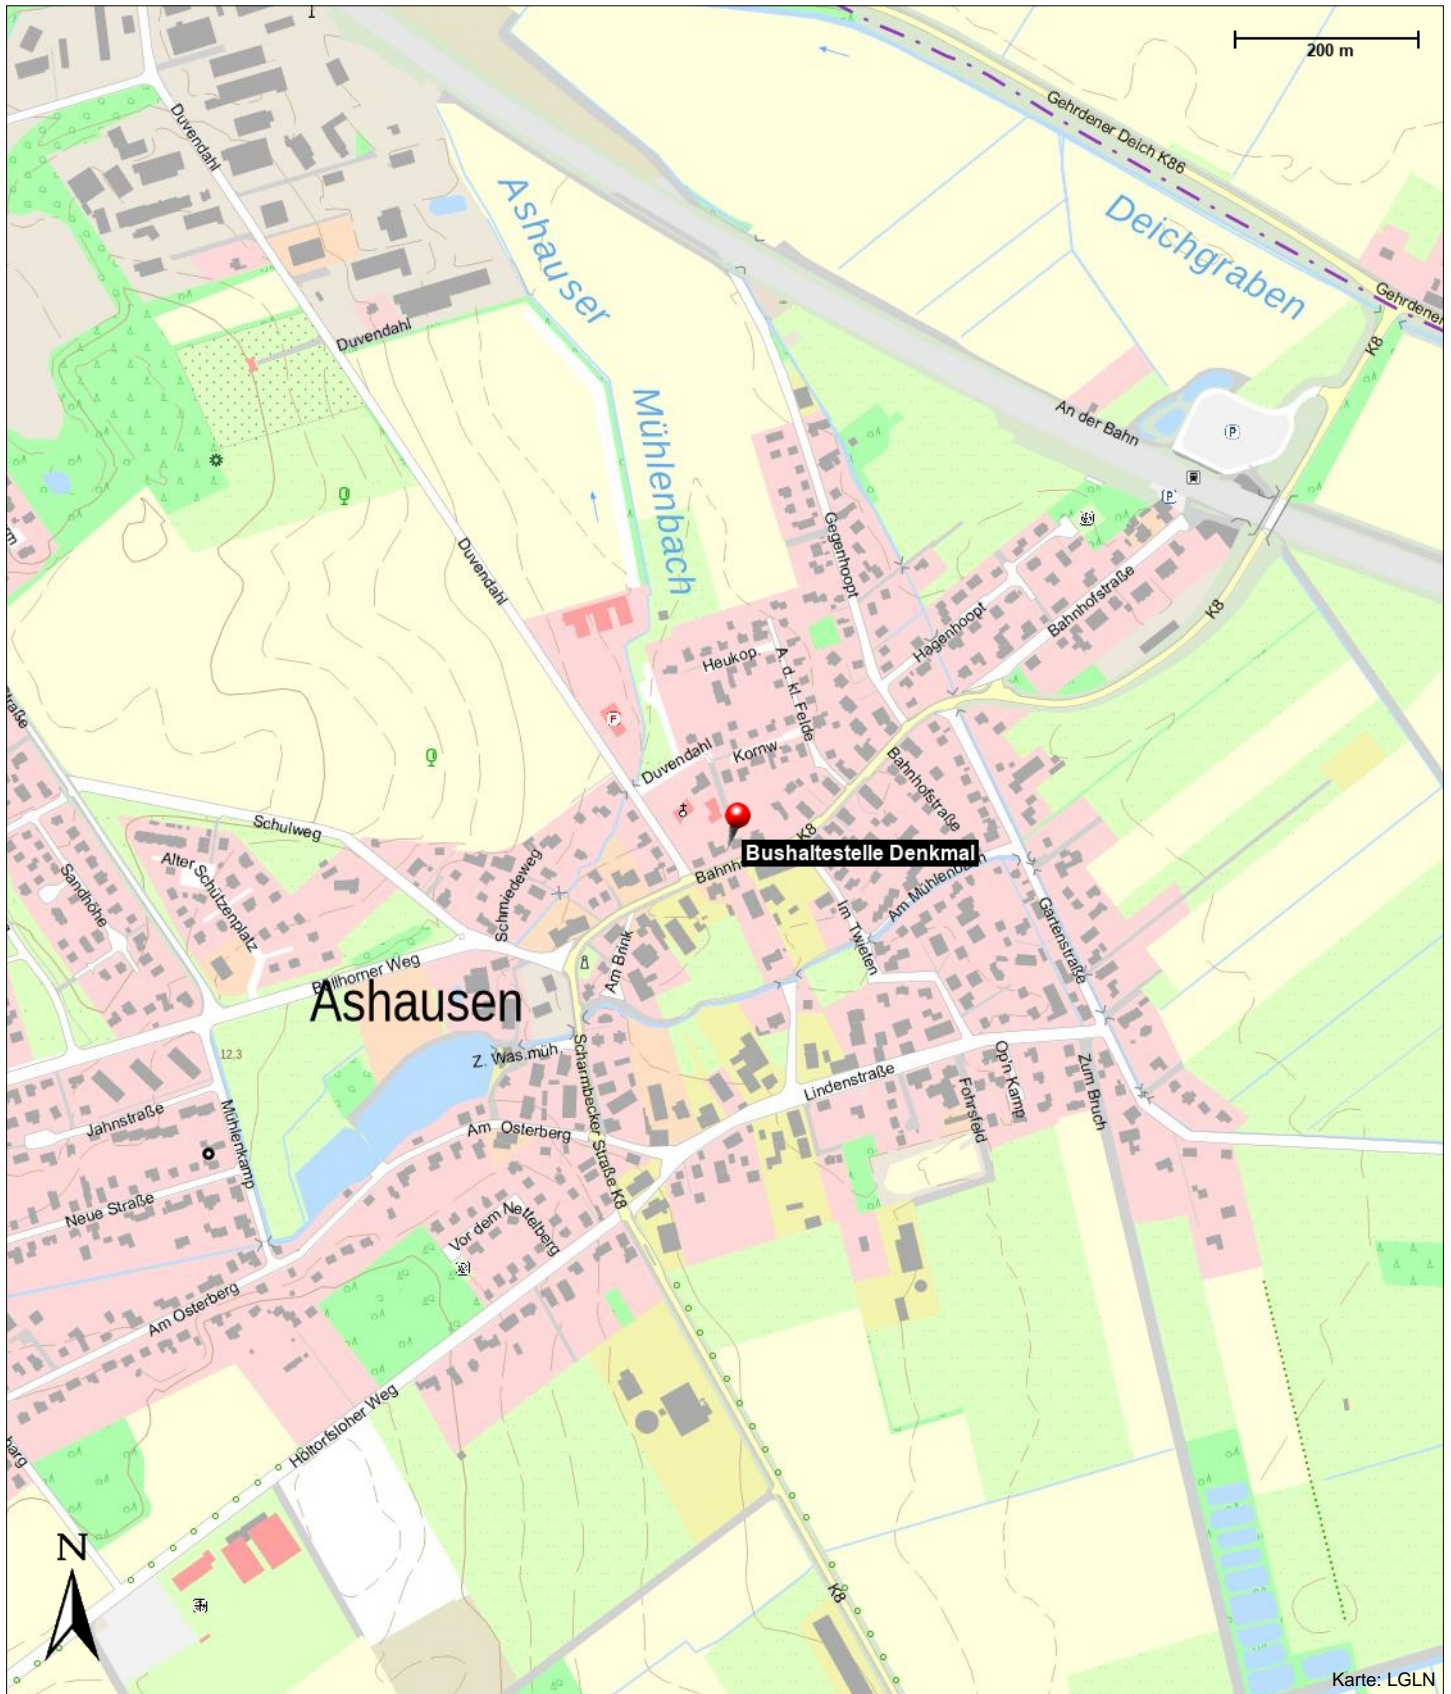 200 m
Gehrdener Deich K86
Duvendahl
Ashauser
Deichgraben
Gehrdener
K8
Duvendahl
Mühlenbach
An der Bahn
P
P
Gegenhoopt
Duvendahl
Bahnhofstraße
K8
Hagenhoopt
Heukop.
A. d. kl. Felde
F
Duvendahl
Kornw.
Bahnhofstraße
K8
Bushaltestelle Denkmal
Schulweg
Alter Schützenplatz
Sandhöhe
Schmiedeweg
Am Mühlenbach
Im Twieten
Gartenstraße
Am Brink
Ashausen
12.3
Z. Was.müh.
Scharmbecker Straße K8
Lindenstraße
Op'n Kamp
Fohrsfeld
Zum Bruch
Jahnstraße
Mühlenkamp
Am Osterberg
Neue Straße
Vor dem Nettelberg
Am Osterberg
Holtorfsloher Weg
N
K8
Karte: LGLN